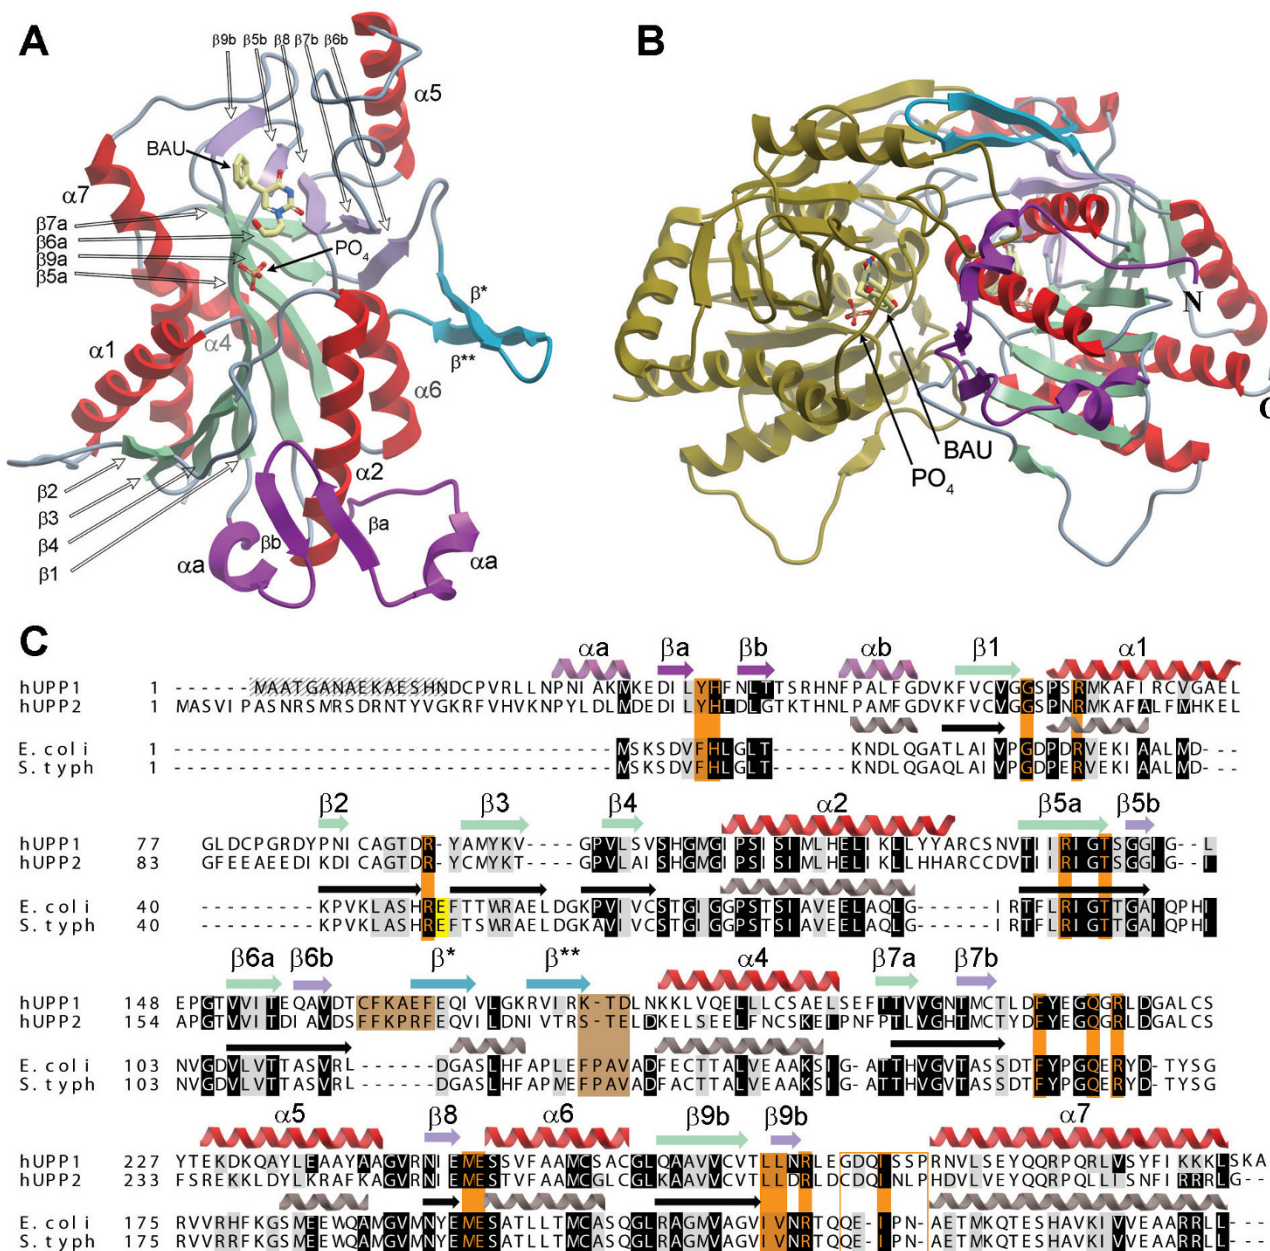 A
B
β9b β5b β8 β7b β6b
α5
BAU
α7
β7a
β6a
β9a
β5a
PO4
β*
β**
α1
α4
α6
α2
β2
β3
β4
β1
αa
βb
βa
αa
N
C
BAU
PO4
C
αa βa βb αb β1 α1
hUPP1 1 ------MAATGANAEKAESHNDCPVRLLNPNIAKMKEDILYHFNLTTSRHNFPALFGDVKFVCVGGSPSRMKAFIRCVGAEL
hUPP2 1 MASVIPASNRSMRSDRNTYVGKRFVHVKNPYLDLMDEDILYHLDLGTKTHNLPAMFGDVKFVCVGGSPNRMKAFALFMHKEL
E.coli 1 -----------------------------------MSKSDVFHLGLT------KNDLQGATLAIVPGDPDRVEKIAALMD---
S.typh 1 -----------------------------------MSKSDVFHLGLT------KNDLQGAQLAIVPGDPERVEKIAALMD---
β2 β3 β4 α2 β5a β5b
hUPP1 77 GLDCPGRDYPNICAGTDR-YAMYKV----GPVLSVSHGMGIPSISIMLHELIKLLYYARCSNVTIIRIGTSGGIG--L
hUPP2 83 GFEEAEEDIKDICAGTDR-YCMYKT----GPVLAISHGMGIPSISIMLHELIKLLHHARCCDVTIIRIGTSGGIG--I
E.coli 40 ---------KPVKLASHREFTTWRAELDGKPVIVCSTGIGGPSTSIAVEELAQLG-----IRTFLRIGTTGAIQPHI
S.typh 40 ---------KPVKLASHREFTSWRAELDGKAVIVCSTGIGGPSTSIAVEELAQLG-----IRTFLRIGTTGAIQPHI
β6a β6b β* β** α4 β7a β7b
hUPP1 148 EPGTVVITEQAVDTCFKAEFEQIVLGKRVIRK-TDLNKKLVQELLLCSAELSEFTTVVGNTMCTLDFYEGQGRLDGALCS
hUPP2 154 APGTVVITDIAVDSFFKPRFEQVILDNIVTRS-TELDKELSEELFNCSKELPNFPTLVGHTMCTYDFYEGQGRLDGALCS
E.coli 103 NVGDVLVTTASVRL------DGASLHFAPLEFPAVADFECTTALVEAAKSIG-ATTHVGVTASSDTFYPGQERYD-TYSG
S.typh 103 NVGDVLVTTASVRL------DGASLHFAPMEFPAVADFACTTALVEAAKSIG-ATTHVGVTASSDTFYPGQERYD-TYSG
α5 β8 α6 β9b β9b α7
hUPP1 227 YTEKDKQAYLEAAYAAGVRNIEMESSVFAAMCSACGLQAAVVCVTLLNRLEGDQISSPRNVLSEYQQRPQRLVSYFIKKKLSKA
hUPP2 233 FSREKKLDYLKRAFKAGVRNIEMESTVFAAMCGLCGLKAAVVCVTLLDRLDCDQINLPHDVLVEYQQRPQLLISNFIRRRLG--
E.coli 175 RVVRHFKGSMEEWQAMGVMNYEMESATLLTMCASQGLRAGMVAGVIVNRTQQEIPN-AETMKQTESHAVKIVVEAARRLL---
S.typh 175 RVVRRFKGSMEEWQAMGVMNYEMESATLLTMCASQGLRAGMVAGVIVNRTQQE-IPN-AETMKQTESHAVKIVVEAARRLL---